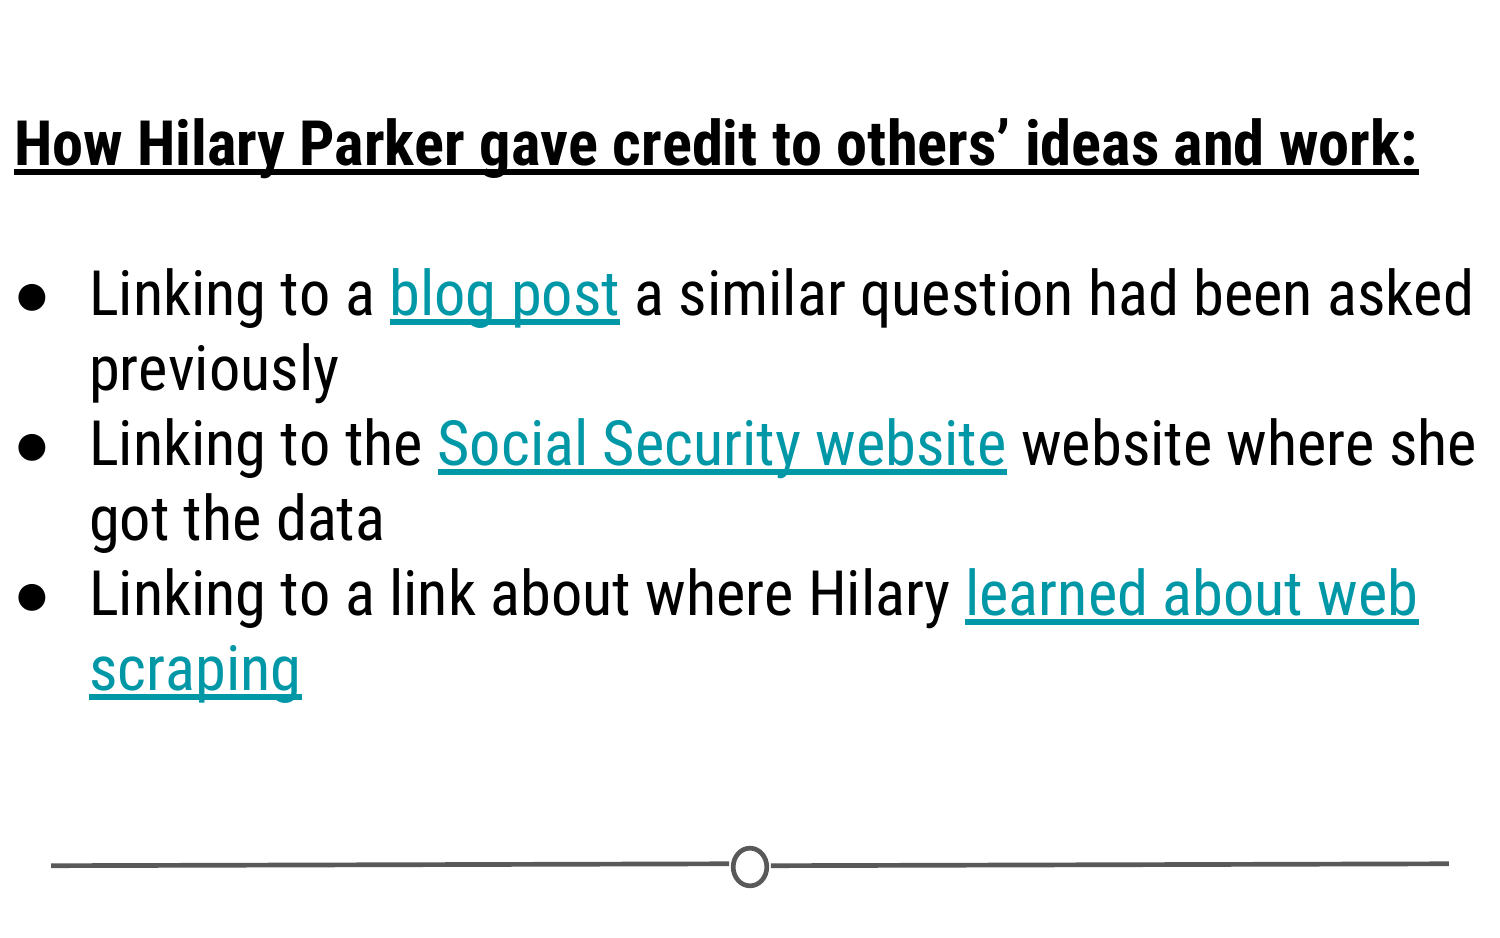 How Hilary Parker gave credit to others’ ideas and work:
● Linking to a blog post a similar question had been asked
previously
● Linking to the Social Security website website where she
got the data
● Linking to a link about where Hilary learned about web
scraping